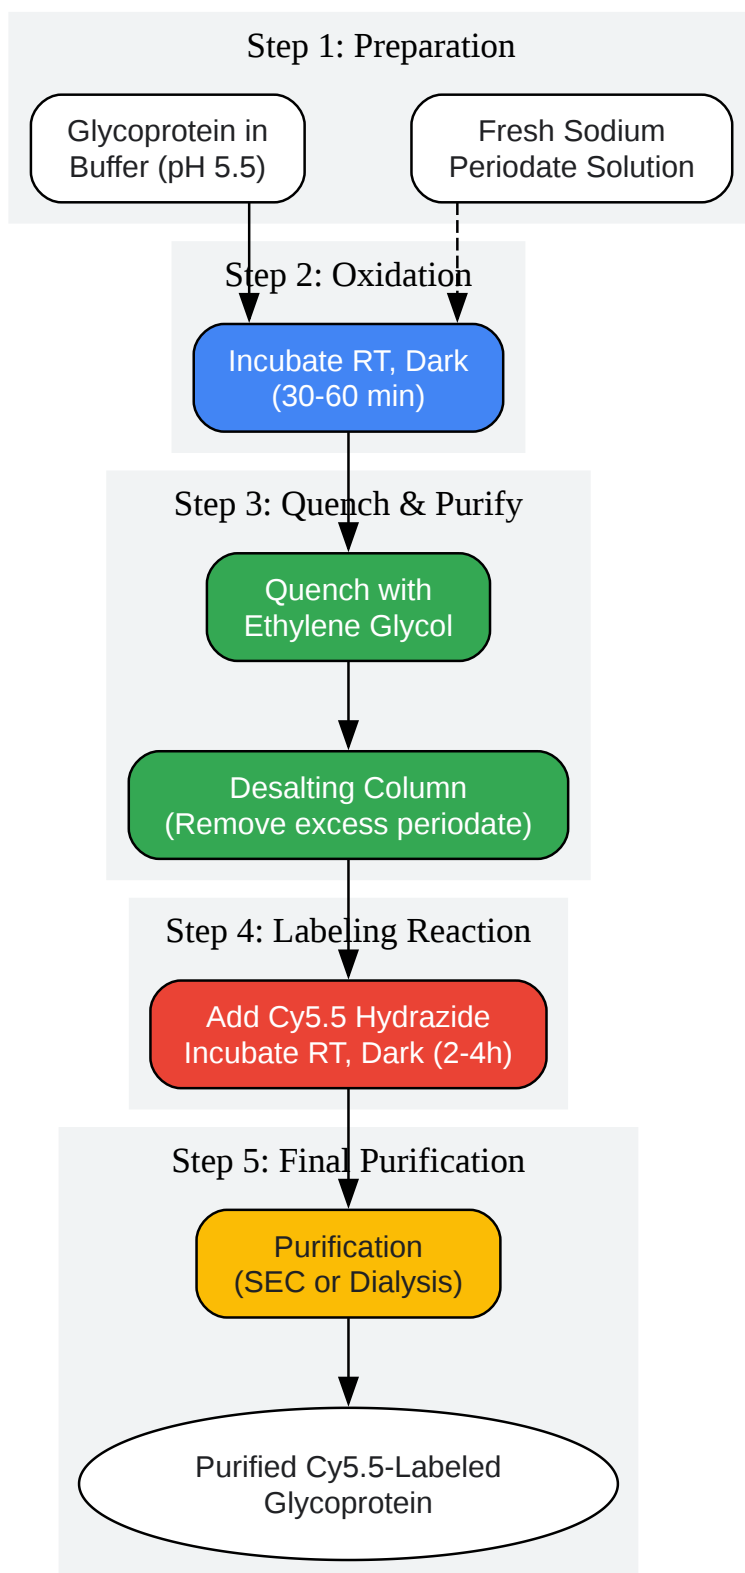 Step 1: Preparation
Glycoprotein in
Buffer (pH 5.5)
Fresh Sodium
Periodate Solution
Step 2: Oxidation
Incubate RT, Dark
(30-60 min)
Step 3: Quench & Purify
Quench with
Ethylene Glycol
Desalting Column
(Remove excess periodate)
Step 4: Labeling Reaction
Add Cy5.5 Hydrazide
Incubate RT, Dark (2-4h)
Step 5: Final Purification
Purification
(SEC or Dialysis)
Purified Cy5.5-Labeled
Glycoprotein